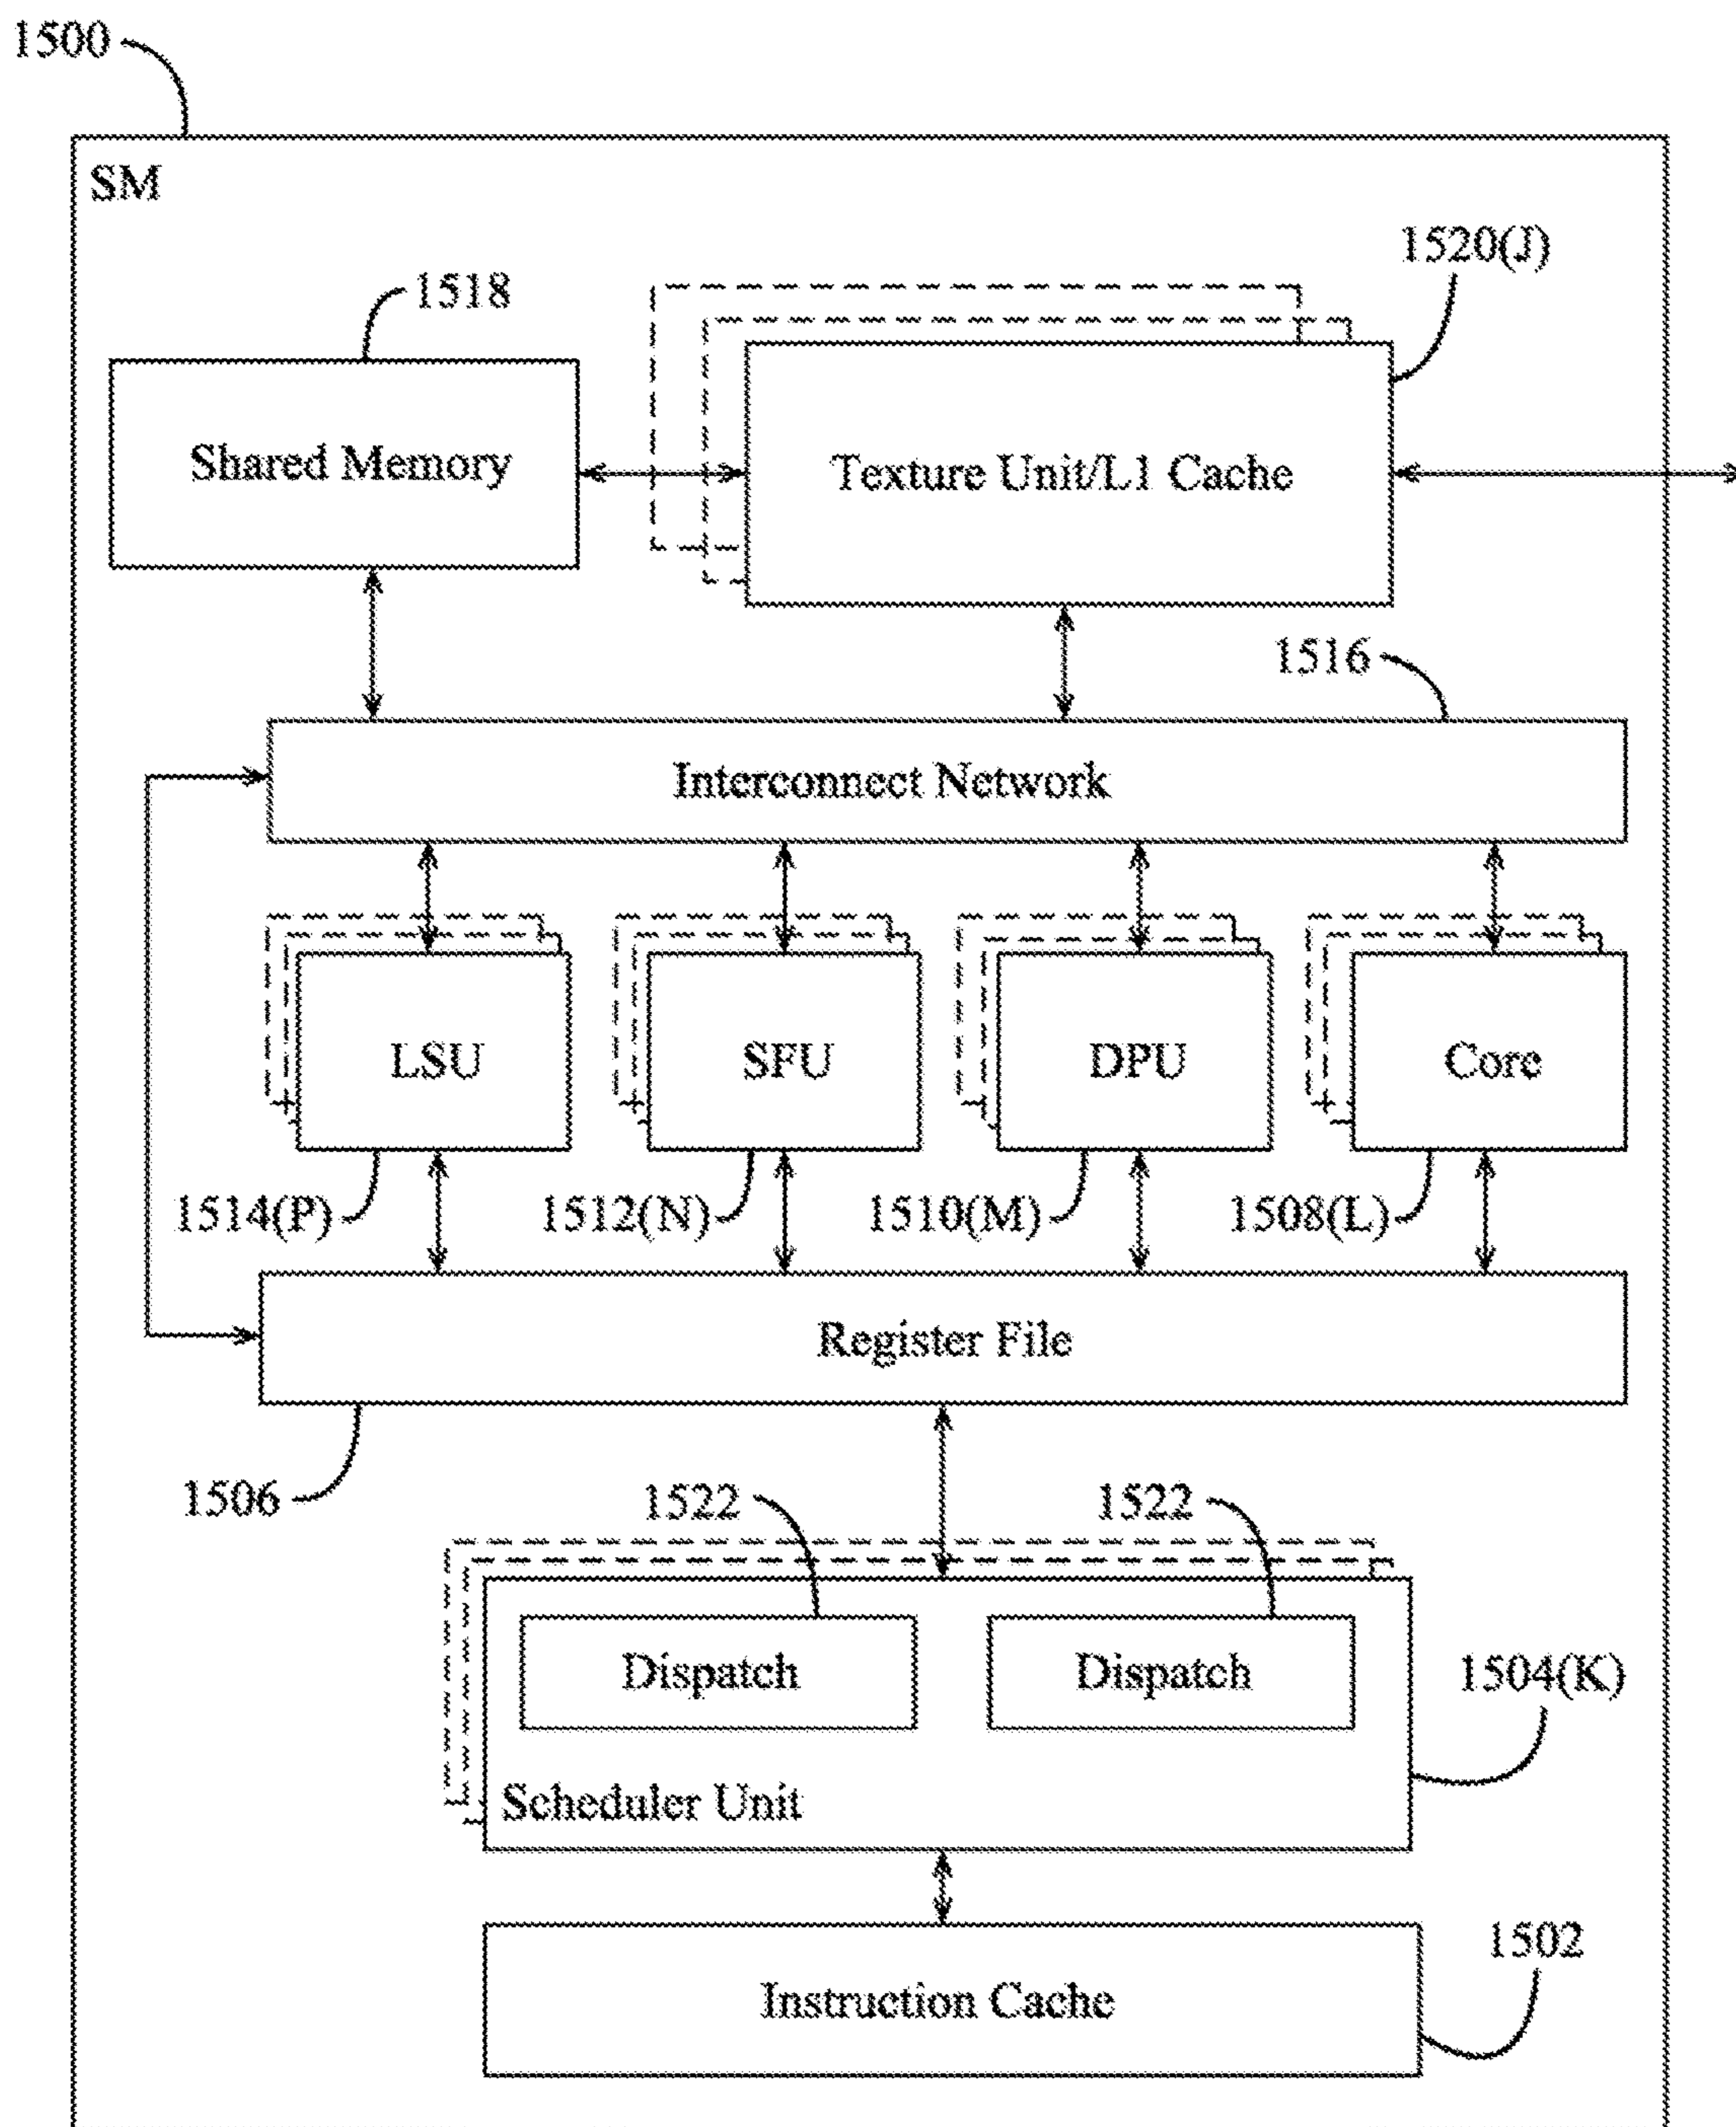 1500
SM
1520(J)
1518
Shared Memory
Texture Unit/L1 Cache
1516
Interconnect Network
LSU
SFU
DPU
Core
1514(P)
1512(N)
1510(M)
1508(L)
Register File
1506
1522
1522
Dispatch
Dispatch
1504(K)
Scheduler Unit
1502
Instruction Cache